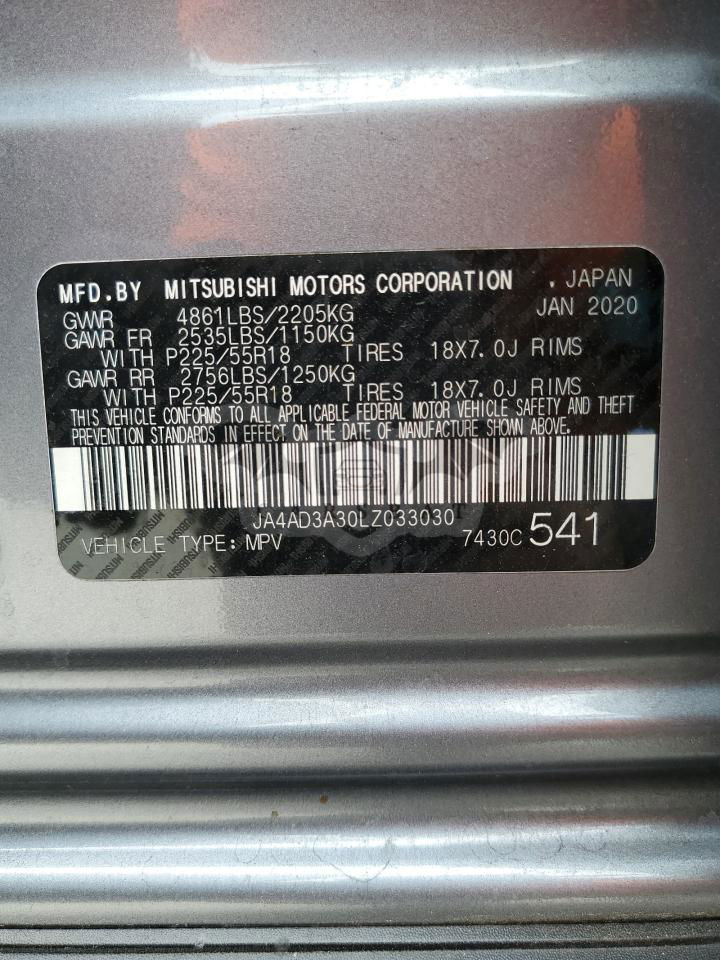 MFD.BY MITSUBISHI MOTORS CORPORATION . JAPAN
GVWR 4861LBS/2205KG JAN 2020
GAWR FR 2535LBS/1150KG
WITH P225/55R18 TIRES 18X7.0J RIMS
GAWR RR 2756LBS/1250KG
WITH P225/55R18 TIRES 18X7.0J RIMS
THIS VEHICLE CONFORMS TO ALL APPLICABLE FEDERAL MOTOR VEHICLE SAFETY AND THEFT
PREVENTION STANDARDS IN EFFECT ON THE DATE OF MANUFACTURE SHOWN ABOVE.
JA4AD3A30LZ033030
VEHICLE TYPE: MPV 7430C 541